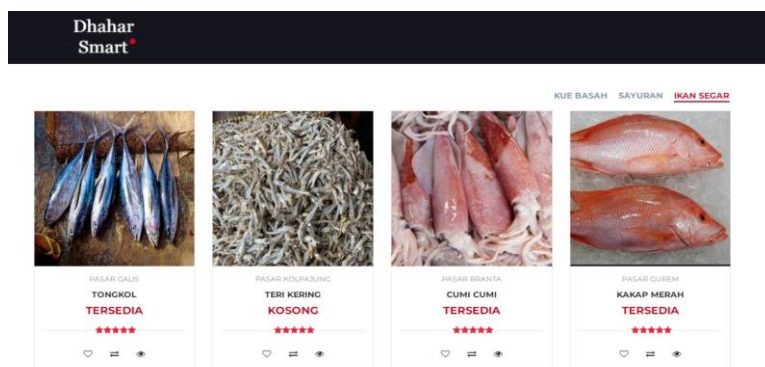 Dhahar
Smart
KUE BASAH SAYURAN IKAN SEGAR
PASAR GALIS
TONGKOL
TERSEDIA
PASAR KOLPAJUNG
TERI KERING
KOSONG
PASAR BRANTA
CUMI CUMI
TERSEDIA
PASAR GUREM
KAKAP MERAH
TERSEDIA